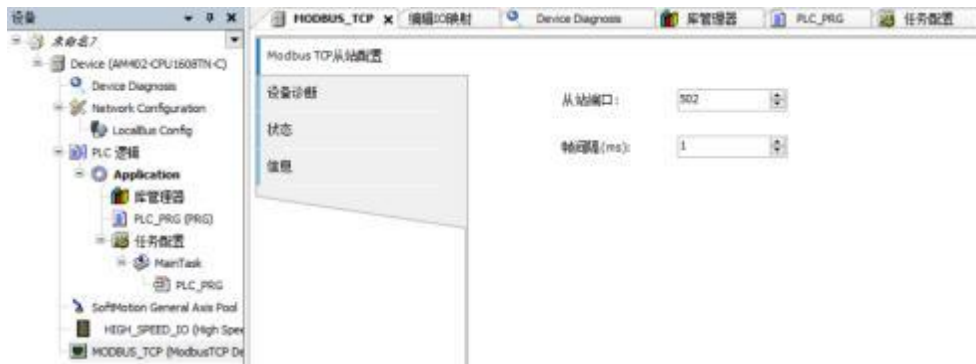 设备
MODBUS_TCP
编辑IO映射
Device Diagnosis
库管理器
PLC_PRG
任务配置
未命名7
Device (AM402-CPU1608TN-C)
Device Diagnosis
Network Configuration
LocalBus Config
PLC 逻辑
Application
库管理器
PLC_PRG (PRG)
任务配置
MainTask
PLC_PRG
SoftMotion General Axis Pool
HIGH_SPEED_IO (High Spee
MODBUS_TCP (ModbusTCP De
Modbus TCP从站配置
设备诊断
状态
信息
从站端口: 502
帧间隔(ms): 1